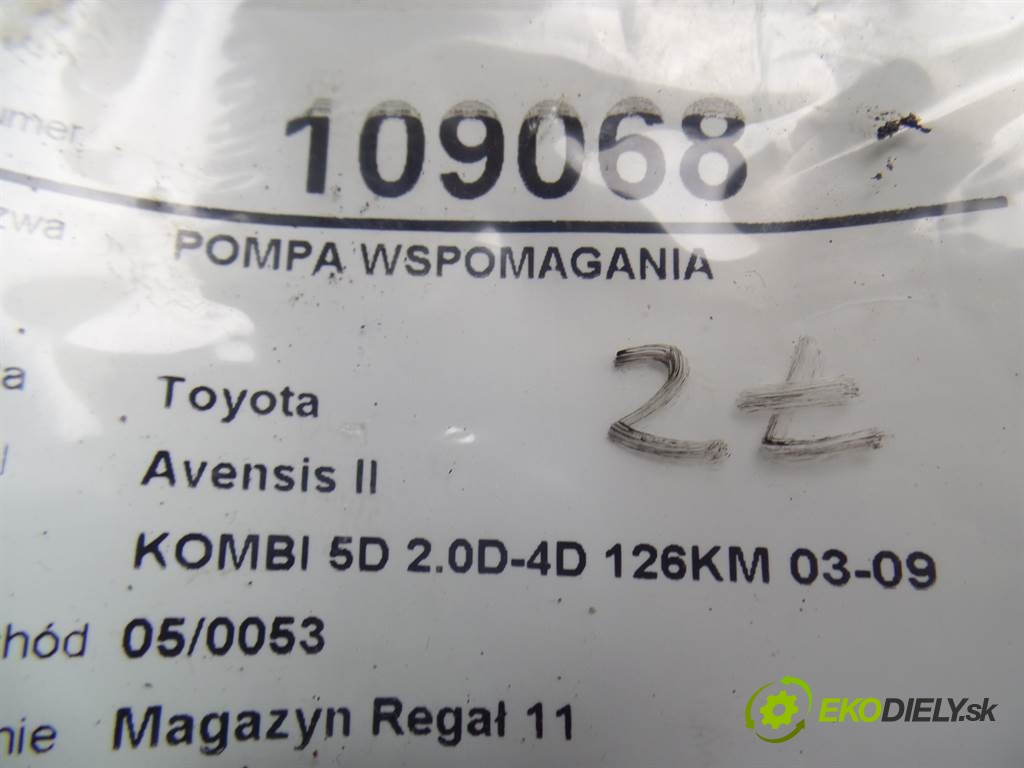 109068
POMPA WSPOMAGANIA
Toyota
2t
Avensis II
KOMBI 5D 2.0D-4D 126KM 03-09
05/0053
Magazyn Regał 11
EKODIELY.sk